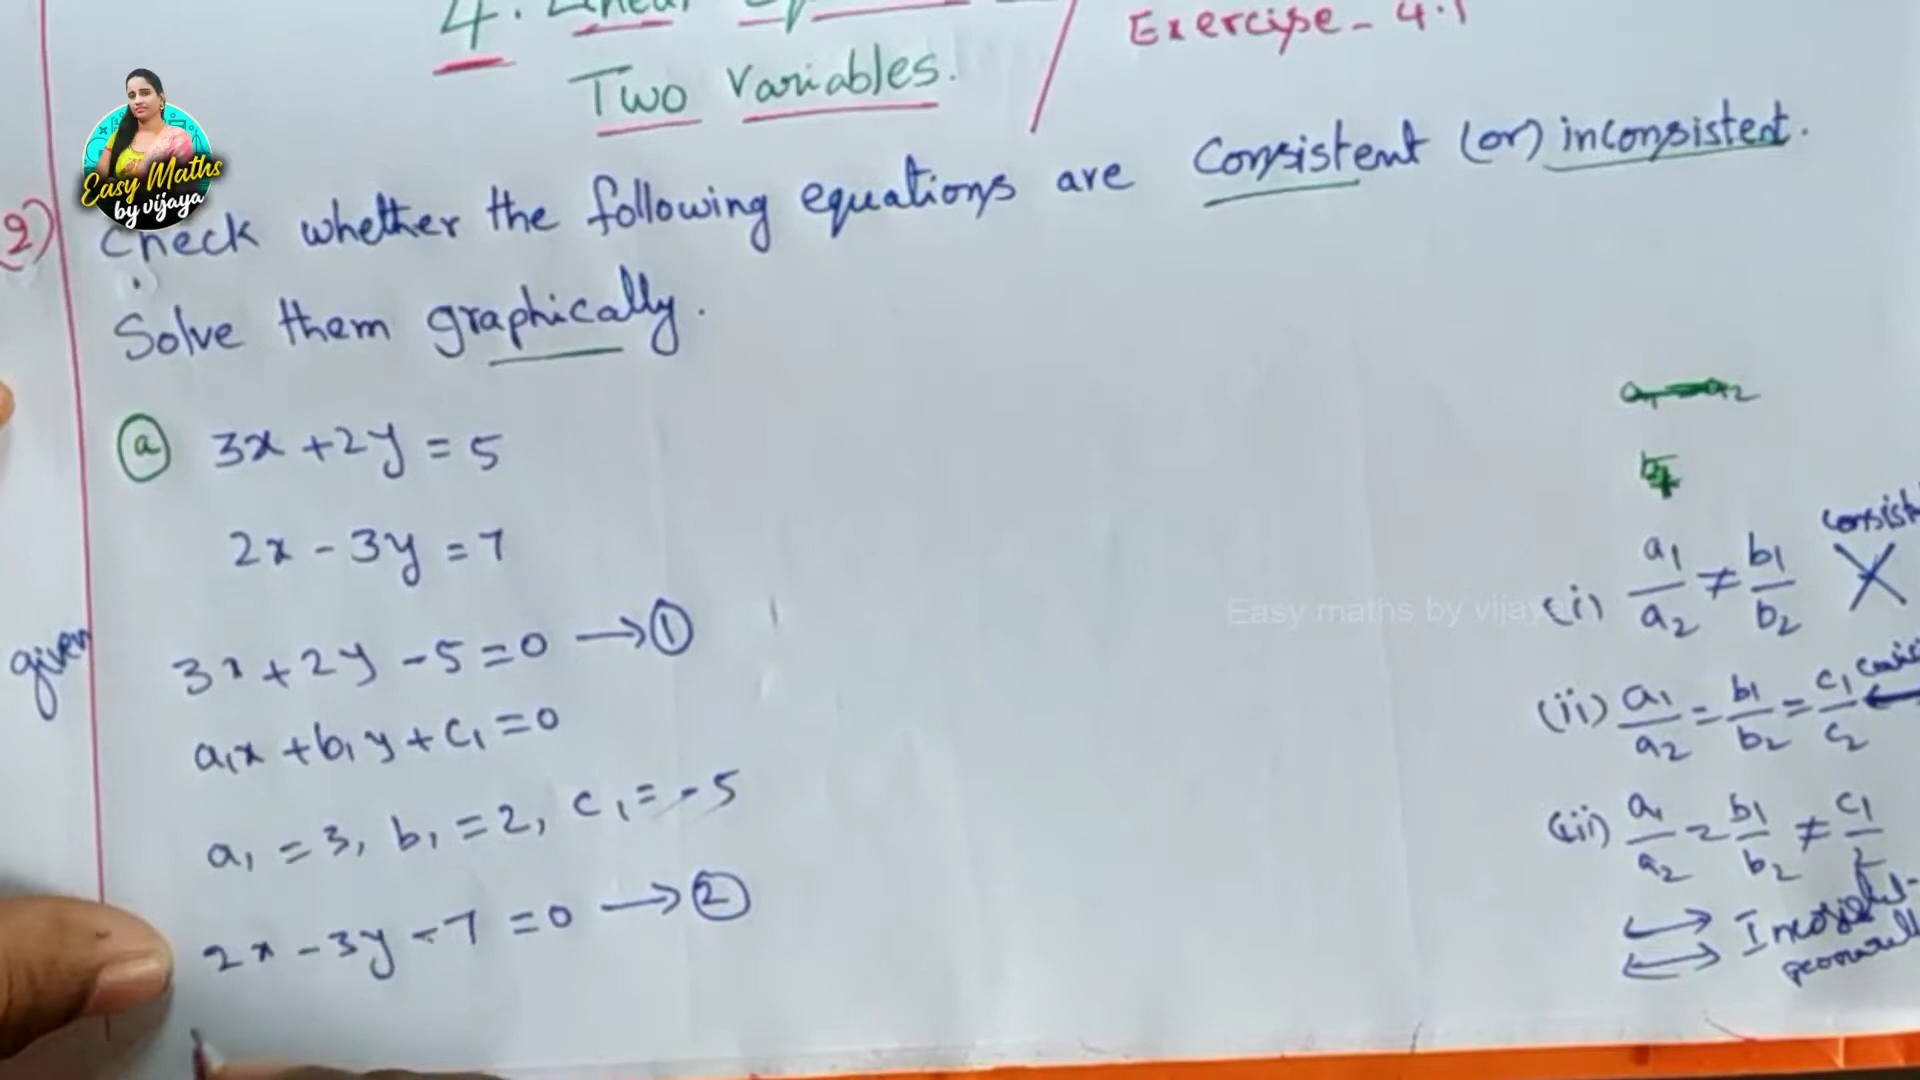 4. Linear
Two Variables.
Exercise - 4.1
Easy Maths
by vijaya
2) Check whether the following equations are Consistent (or) inconsistent.
Solve them graphically.
a 3x + 2y = 5
2x - 3y = 7
given
3x + 2y - 5 = 0 → 1
a₁x + b₁y + c₁ = 0
a₁ = 3, b₁ = 2, c₁ = -5
2x - 3y - 7 = 0 → 2
Easy maths by vijaya
(i) a₁/a₂ ≠ b₁/b₂
(ii) a₁/a₂ = b₁/b₂ = c₁/c₂
(iii) a₁/a₂ = b₁/b₂ ≠ c₁/